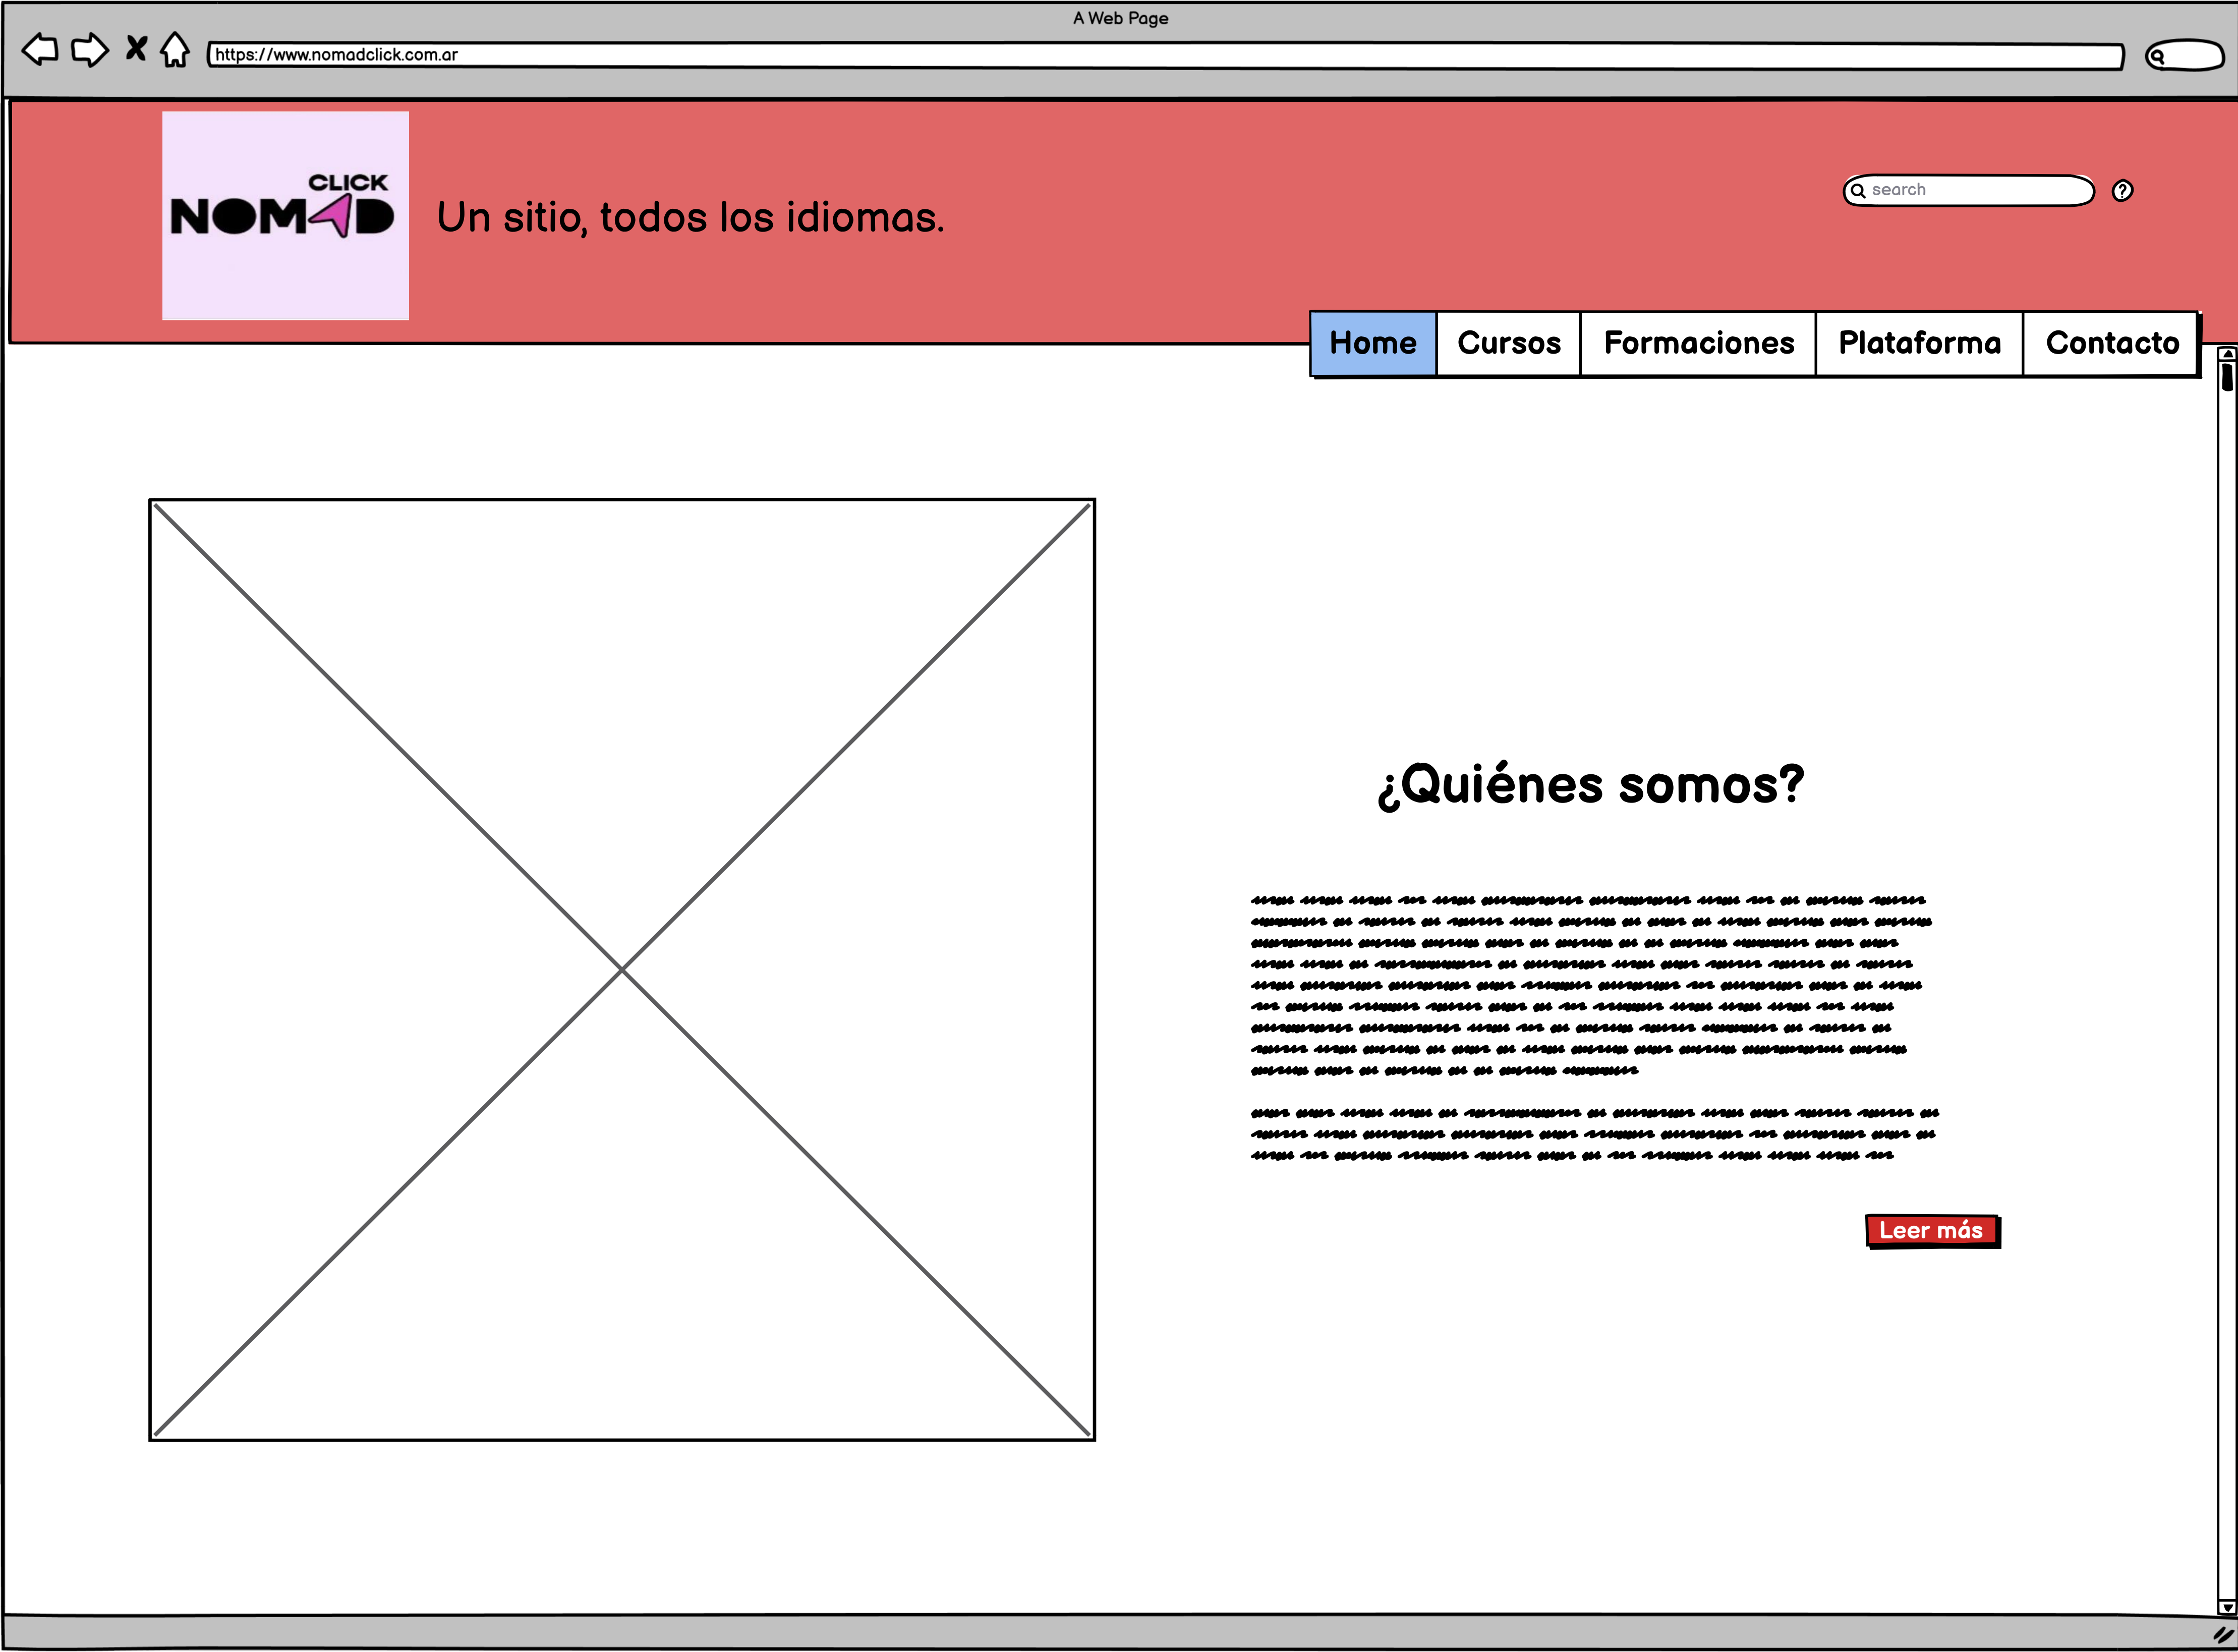 A Web Page
https://www.nomadclick.com.ar
CLICK
NOMAD
Un sitio, todos los idiomas.
search
?
Home Cursos Formaciones Plataforma Contacto
¿Quiénes somos?
Leer más